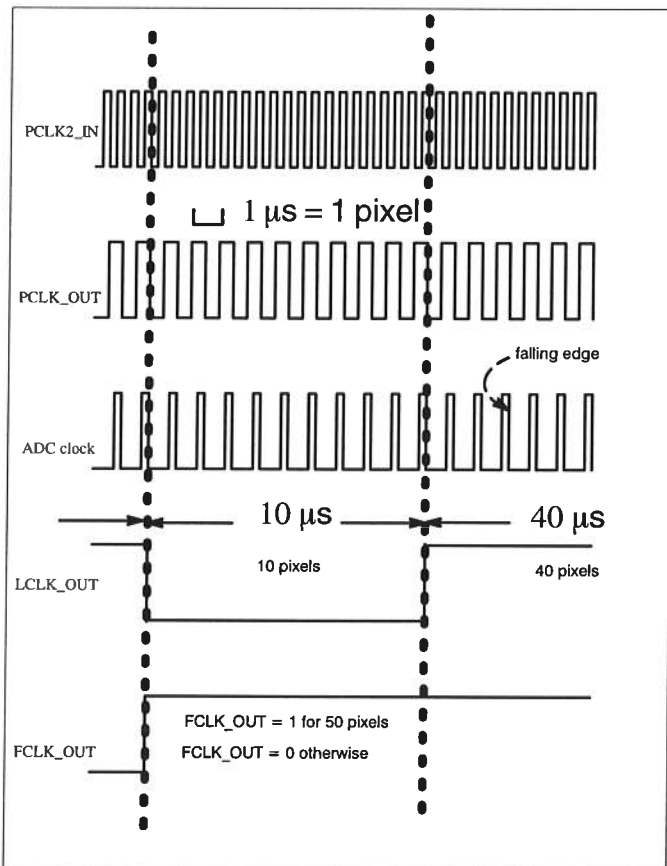 PCLK2_IN
1 μs = 1 pixel
PCLK_OUT
falling edge
ADC clock
10 μs
40 μs
10 pixels
40 pixels
LCLK_OUT
FCLK_OUT = 1 for 50 pixels
FCLK_OUT
FCLK_OUT = 0 otherwise